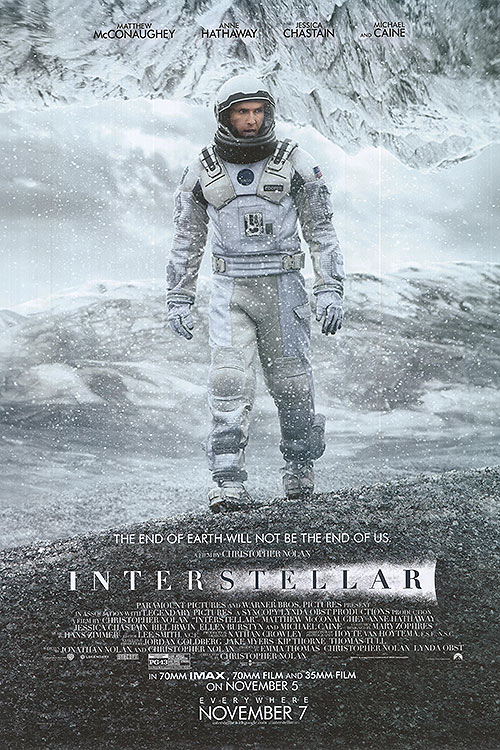 MATTHEW McCONAUGHEY ANNE HATHAWAY JESSICA CHASTAIN AND MICHAEL CAINE
THE END OF EARTH WILL NOT BE THE END OF US.
A FILM BY CHRISTOPHER NOLAN
INTERSTELLAR
PARAMOUNT PICTURES AND WARNER BROS. PICTURES PRESENT
IN ASSOCIATION WITH LEGENDARY PICTURES A SYNCOPY/LYNDA OBST PRODUCTIONS PRODUCTION
A FILM BY CHRISTOPHER NOLAN "INTERSTELLAR" MATTHEW McCONAUGHEY ANNE HATHAWAY
JESSICA CHASTAIN BILL IRWIN ELLEN BURSTYN AND MICHAEL CAINE MARY ZOPHRES
HANS ZIMMER LEE SMITH, A.C.E. NATHAN CROWLEY HOYTE VAN HOYTEMA
JORDAN GOLDBERG JAKE MYERS KIP THORNE THOMAS TULL
JONATHAN NOLAN AND CHRISTOPHER NOLAN EMMA THOMAS CHRISTOPHER NOLAN LYNDA OBST
CHRISTOPHER NOLAN
PG-13
IN 70MM IMAX, 70MM FILM AND 35MM FILM
ON NOVEMBER 5
EVERYWHERE
NOVEMBER 7